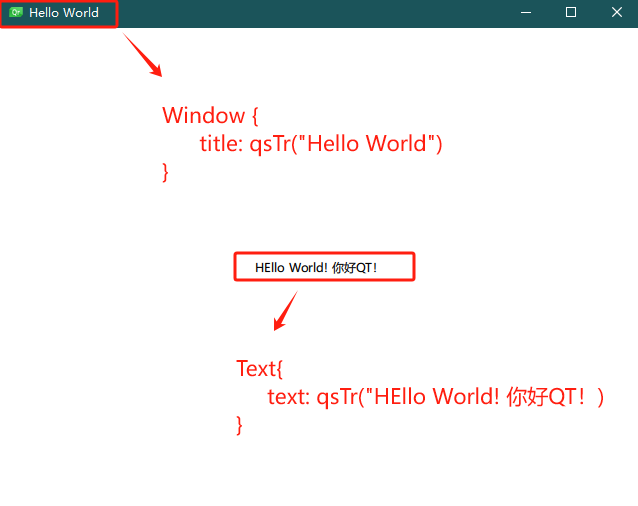 Hello World
Window {
title: qsTr("Hello World")
}
HEllo World! 你好QT！
Text{
text: qsTr("HEllo World! 你好QT！)
}